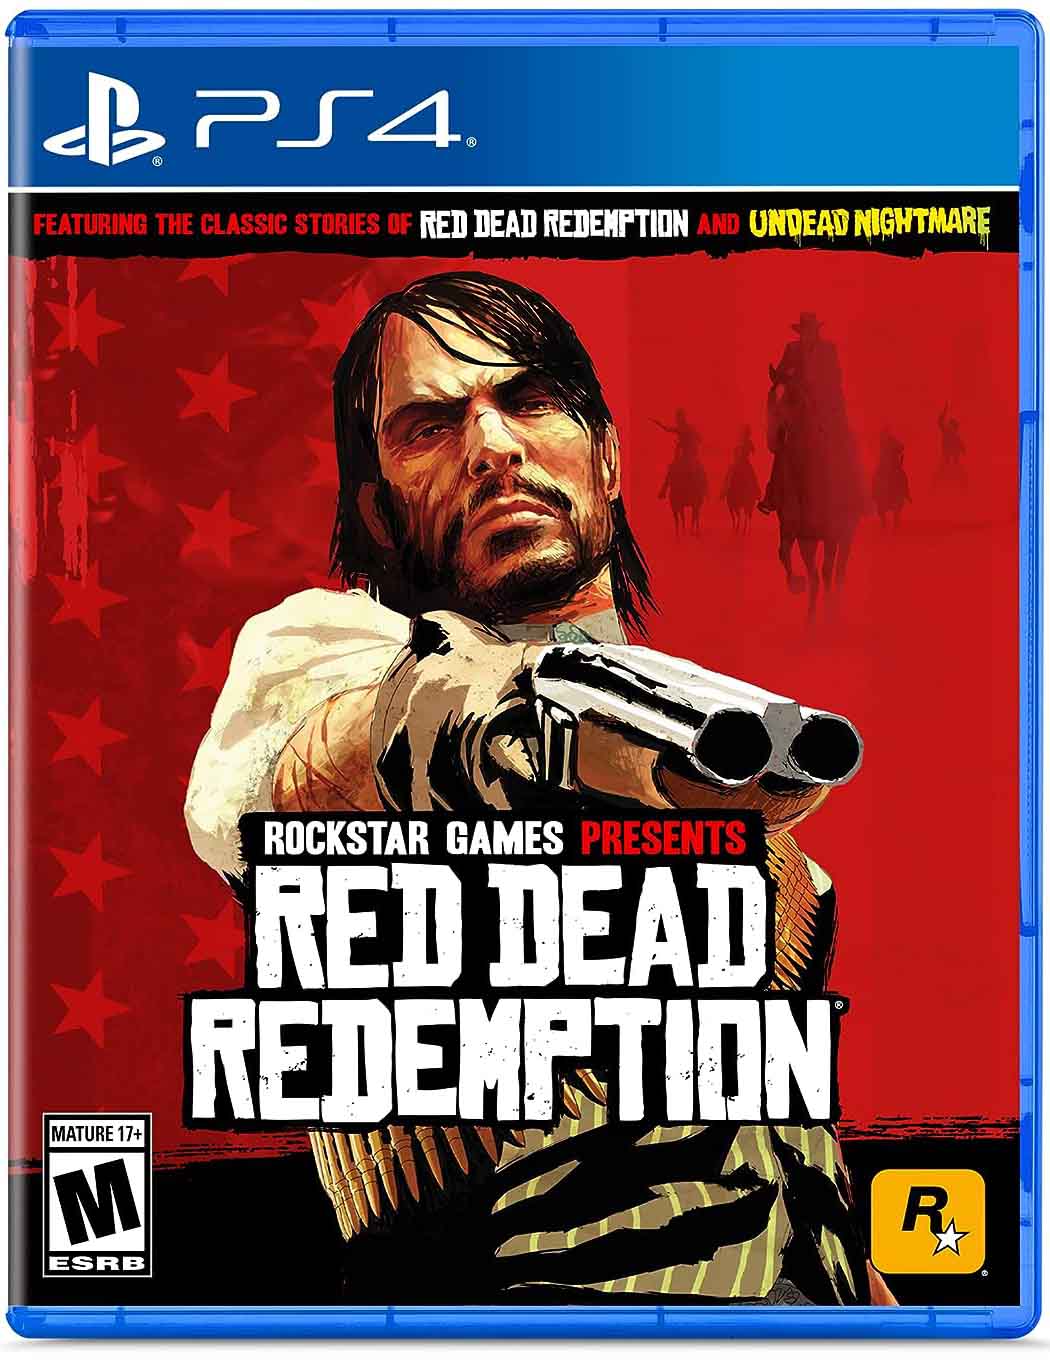 PS4®
FEATURING THE CLASSIC STORIES OF RED DEAD REDEMPTION AND UNDEAD NIGHTMARE
ROCKSTAR GAMES PRESENTS
RED DEAD
REDEMPTION®
MATURE 17+
M
ESRB
R